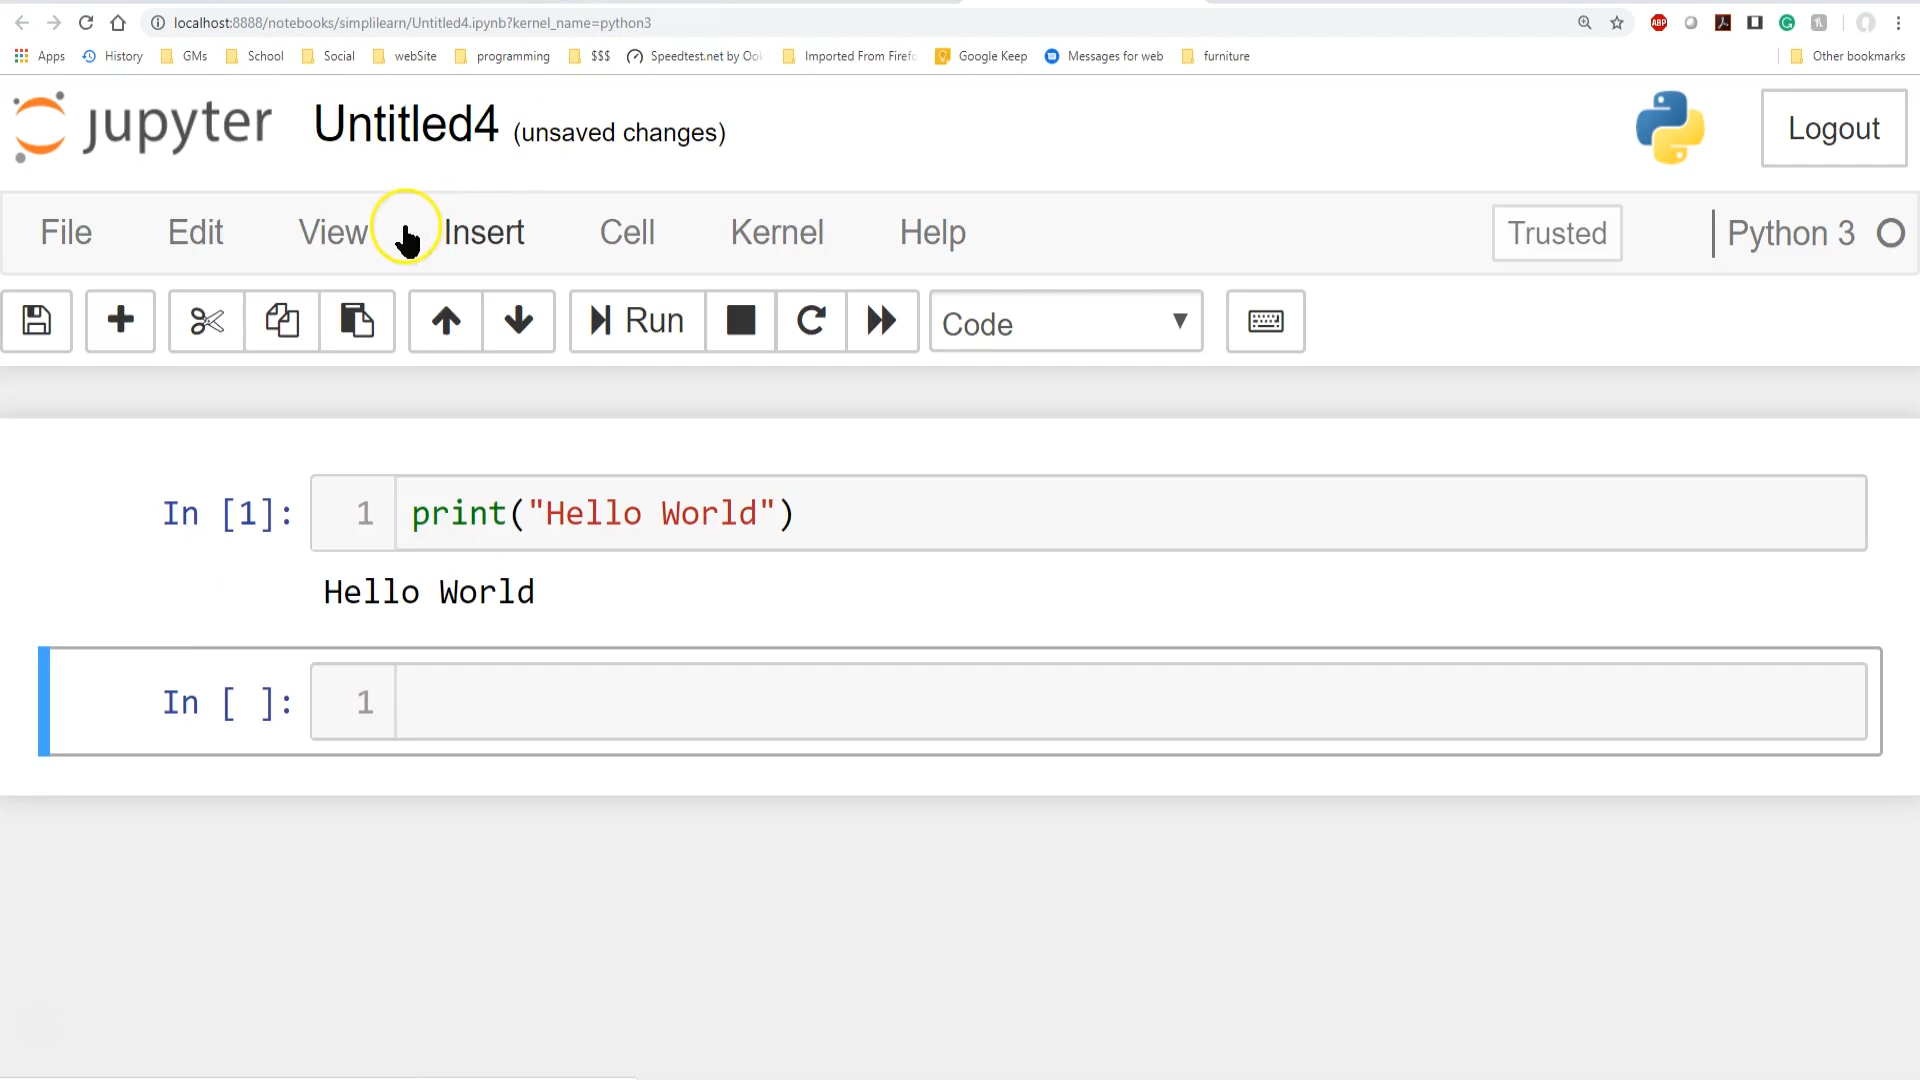 localhost:8888/notebooks/simplilearn/Untitled4.ipynb?kernel_name=python3 ABP
Apps History GMs School Social webSite programming $$$ Speedtest.net by Ook Imported From Firefo Google Keep Messages for web furniture Other bookmarks
jupyter Untitled4 (unsaved changes) Logout
File Edit View Insert Cell Kernel Help Trusted Python 3
Run Code
In [1]: 1 print("Hello World")
Hello World
In [ ]: 1